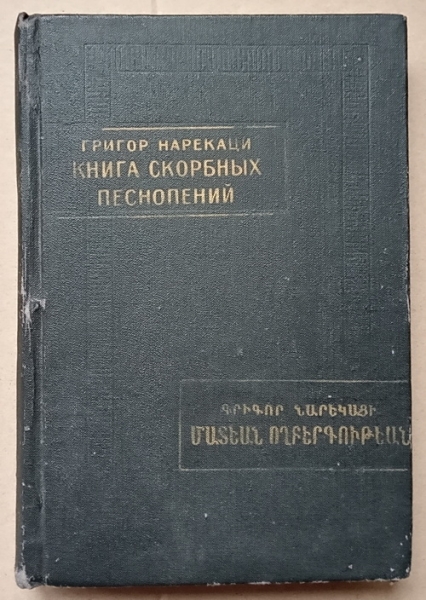 ГРИГОР НАРЕКАЦИ
КНИГА СКОРБНЫХ
ПЕСНОПЕНИЙ
ԳՐԻԳՈՐ ՆԱՐԵԿԱՑԻ
ՄԱՏԵԱՆ ՈՂԲԵՐԳՈՒԹԵԱՆ